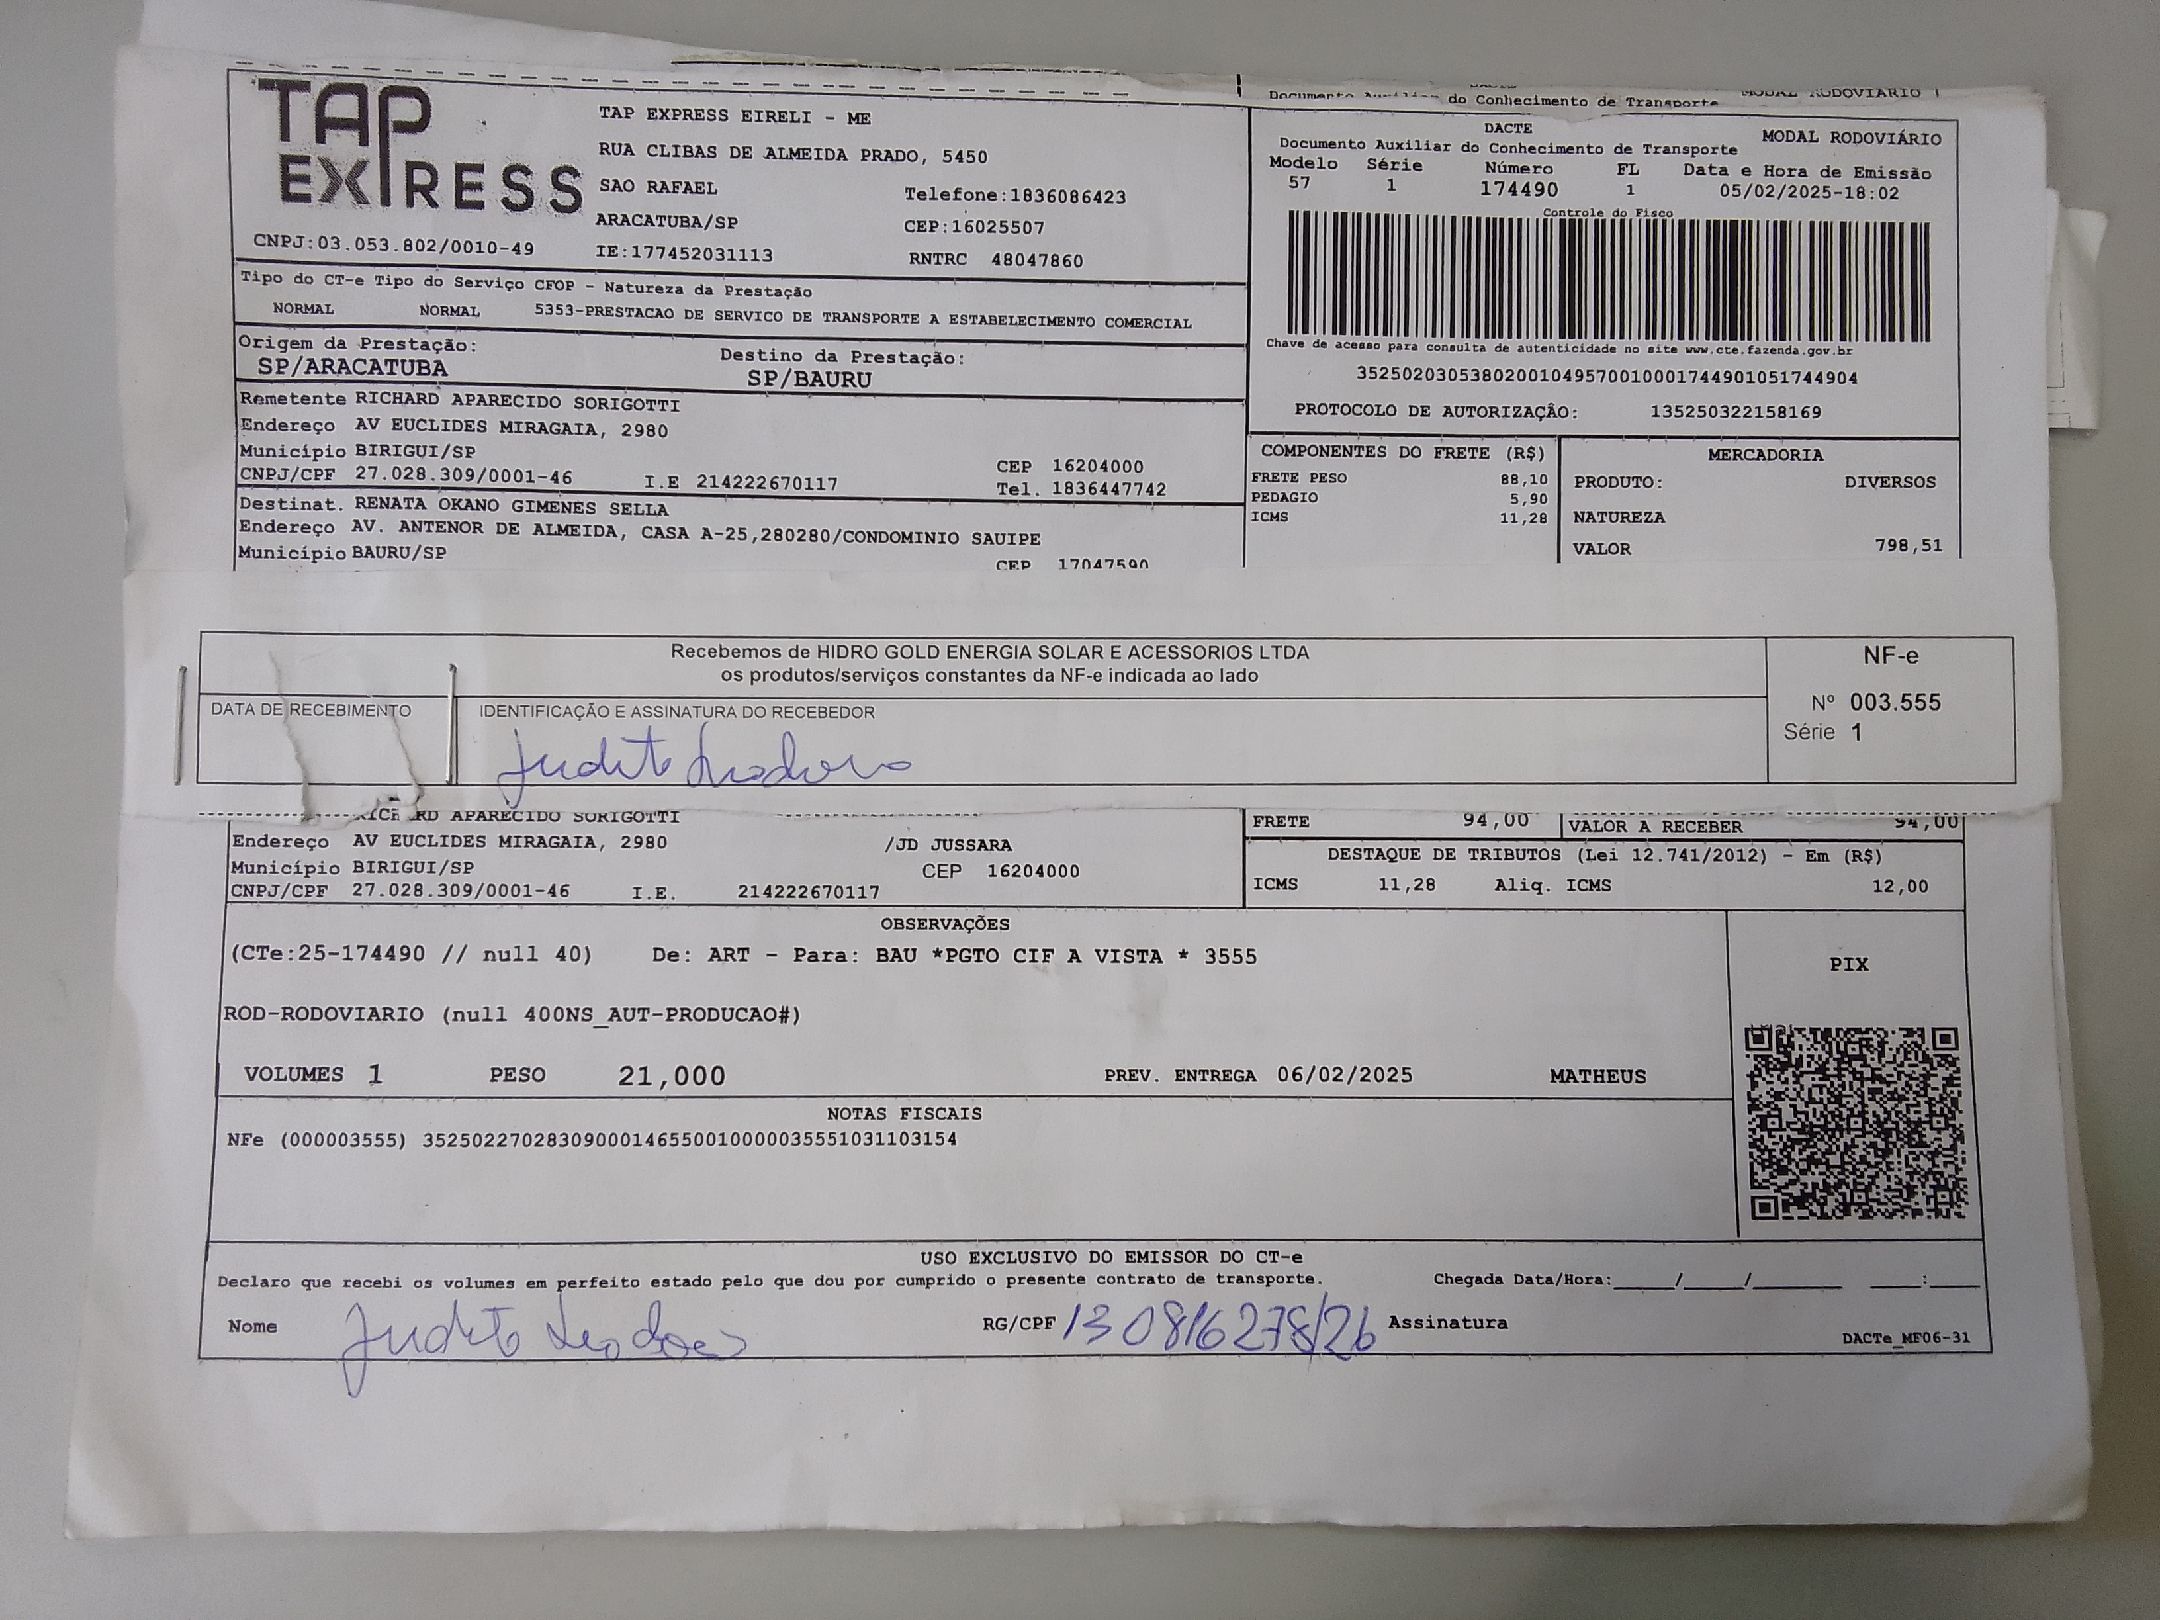 Documento Auxiliar do Conhecimento de Transporte MODAL RODOVIÁRIO
TAP
EXPRESS
TAP EXPRESS EIRELI - ME
RUA CLIBAS DE ALMEIDA PRADO, 5450
SAO RAFAEL Telefone:1836086423
ARACATUBA/SP CEP:16025507
CNPJ:03.053.802/0010-49 IE:177452031113 RNTRC 48047860
DACTE MODAL RODOVIÁRIO
Documento Auxiliar do Conhecimento de Transporte
Modelo Série Número FL Data e Hora de Emissão
57 1 174490 1 05/02/2025-18:02
Controle do Fisco
Chave de acesso para consulta de autenticidade no site www.cte.fazenda.gov.br
35250203053802001049570010001744901051744904
PROTOCOLO DE AUTORIZAÇÃO: 135250322158169
Tipo do CT-e Tipo do Serviço CFOP - Natureza da Prestação
NORMAL NORMAL 5353-PRESTACAO DE SERVICO DE TRANSPORTE A ESTABELECIMENTO COMERCIAL
Origem da Prestação: Destino da Prestação:
SP/ARACATUBA SP/BAURU
Remetente RICHARD APARECIDO SORIGOTTI
Endereço AV EUCLIDES MIRAGAIA, 2980
Município BIRIGUI/SP CEP 16204000
CNPJ/CPF 27.028.309/0001-46 I.E 214222670117 Tel. 1836447742
Destinat. RENATA OKANO GIMENES SELLA
Endereço AV. ANTENOR DE ALMEIDA, CASA A-25,280280/CONDOMINIO SAUIPE
Município BAURU/SP CEP 17047590
COMPONENTES DO FRETE (R$)
FRETE PESO 88,10
PEDAGIO 5,90
ICMS 11,28
MERCADORIA
PRODUTO: DIVERSOS
NATUREZA
VALOR 798,51
Recebemos de HIDRO GOLD ENERGIA SOLAR E ACESSORIOS LTDA
os produtos/serviços constantes da NF-e indicada ao lado
NF-e
Nº 003.555
Série 1
DATA DE RECEBIMENTO IDENTIFICAÇÃO E ASSINATURA DO RECEBEDOR
RICHARD APARECIDO SORIGOTTI
Endereço AV EUCLIDES MIRAGAIA, 2980 /JD JUSSARA
Município BIRIGUI/SP CEP 16204000
CNPJ/CPF 27.028.309/0001-46 I.E. 214222670117
FRETE 94,00 VALOR A RECEBER 94,00
DESTAQUE DE TRIBUTOS (Lei 12.741/2012) - Em (R$)
ICMS 11,28 Aliq. ICMS 12,00
OBSERVAÇÕES
(CTe:25-174490 // null 40) De: ART - Para: BAU *PGTO CIF A VISTA * 3555
ROD-RODOVIARIO (null 400NS_AUT-PRODUCAO#)
PIX
VOLUMES 1 PESO 21,000 PREV. ENTREGA 06/02/2025 MATHEUS
NOTAS FISCAIS
NFe (000003555) 35250227028309000146550010000035551031103154
USO EXCLUSIVO DO EMISSOR DO CT-e
Declaro que recebi os volumes em perfeito estado pelo que dou por cumprido o presente contrato de transporte. Chegada Data/Hora:____/____/______ ____:____
Nome RG/CPF Assinatura
DACTe_MF06-31